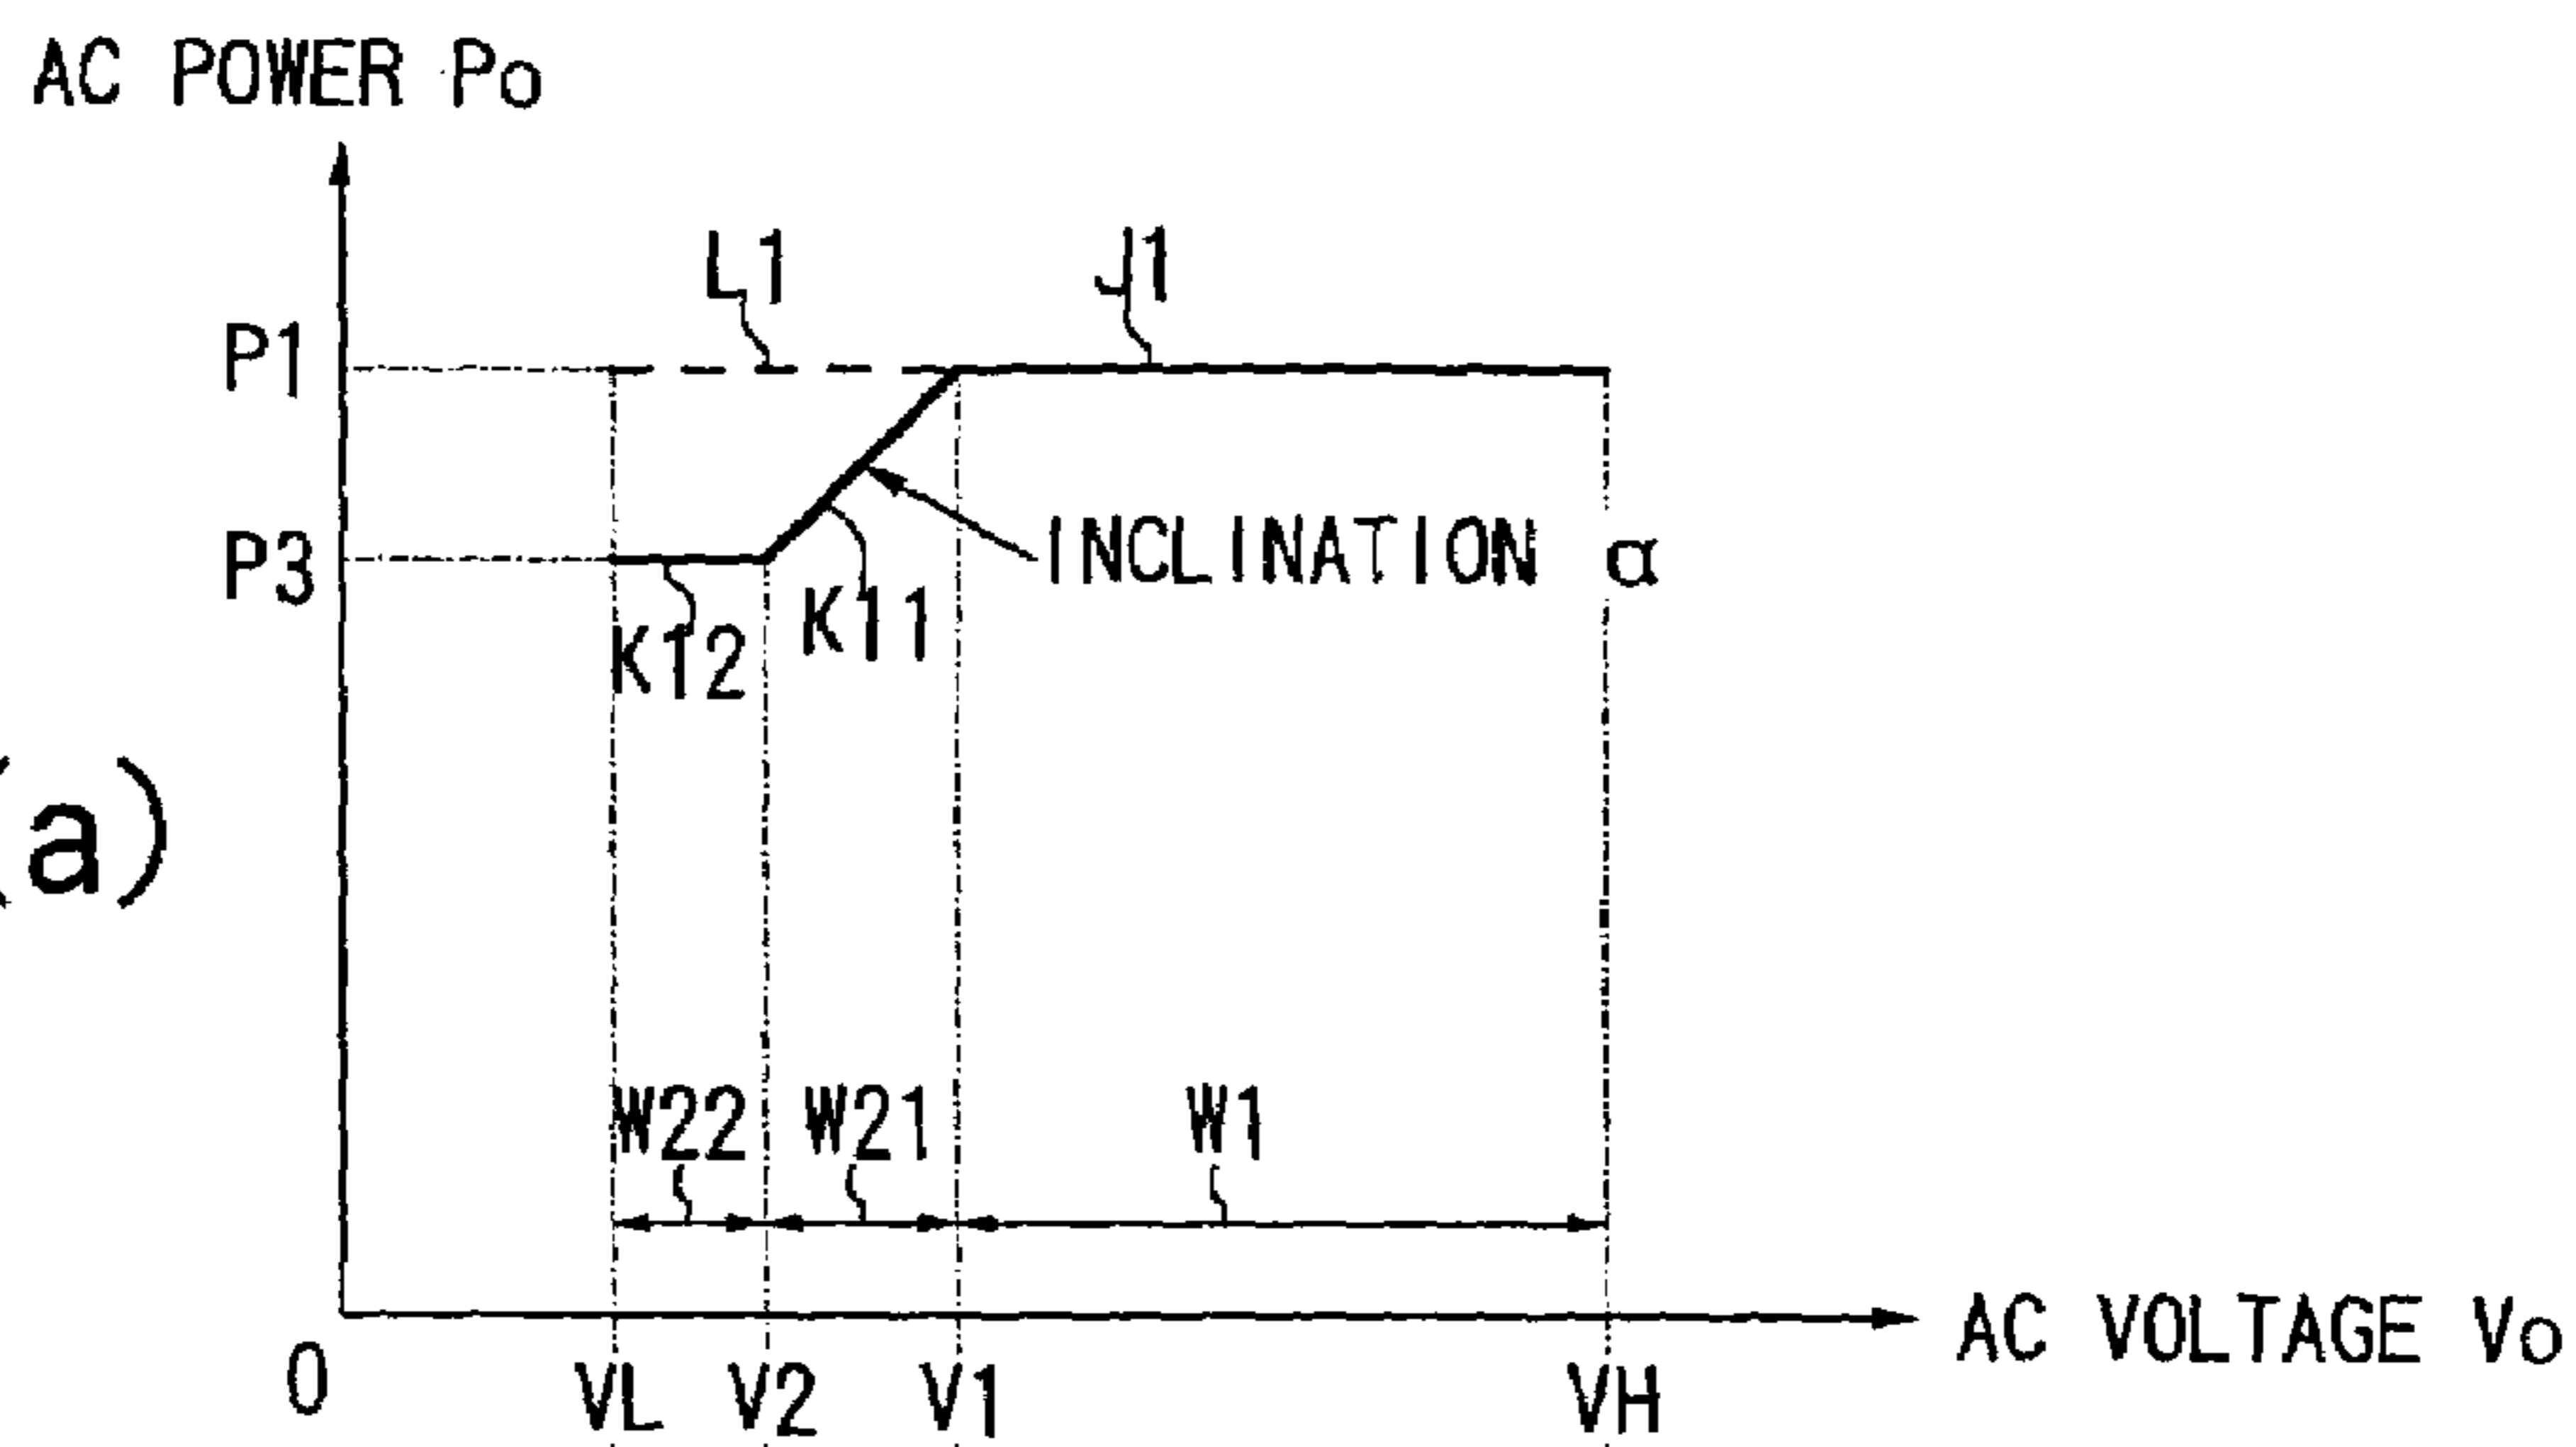 AC POWER Po
L1 J1
P1
P3
INCLINATION α
K12 K11
(a)
W22 W21 W1
0
VL V2 V1 VH
AC VOLTAGE Vo